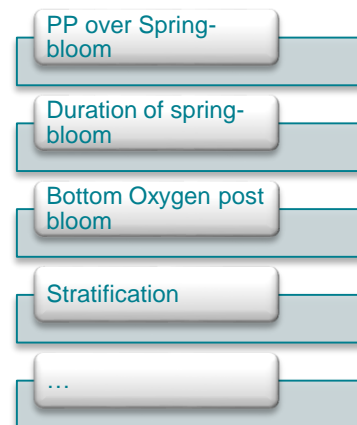 PP over Spring-
bloom
Duration of spring-
bloom
Bottom Oxygen post
bloom
Stratification
…